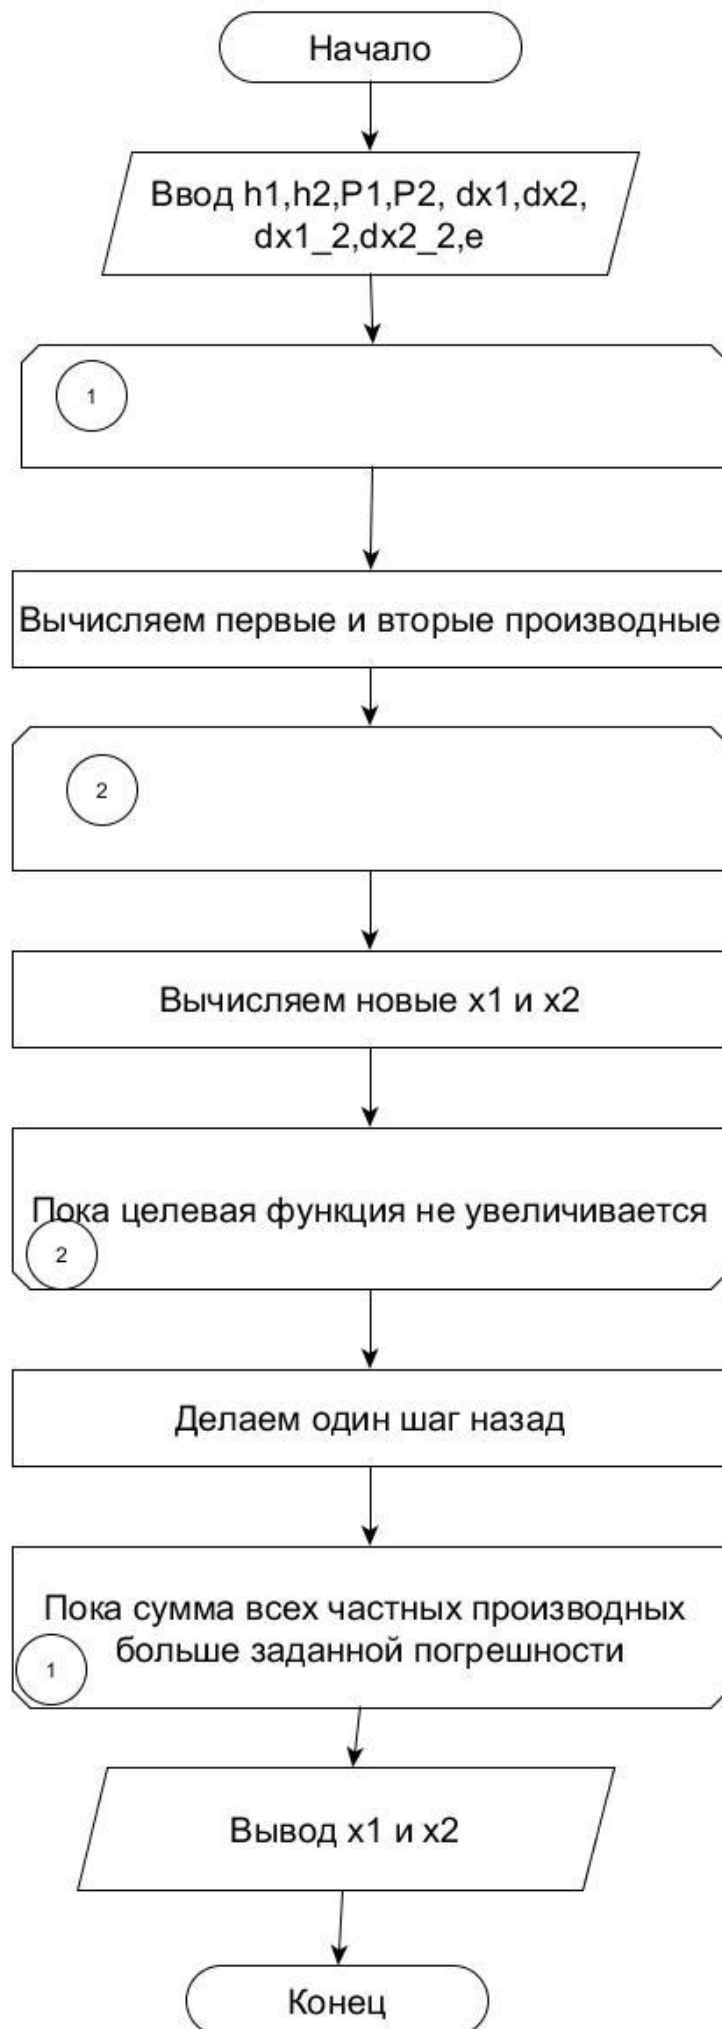 Начало
Ввод h1,h2,P1,P2, dx1,dx2,
dx1_2,dx2_2,e
1
Вычисляем первые и вторые производные
2
Вычисляем новые x1 и x2
Пока целевая функция не увеличивается
2
Делаем один шаг назад
Пока сумма всех частных производных
больше заданной погрешности
1
Вывод x1 и x2
Конец